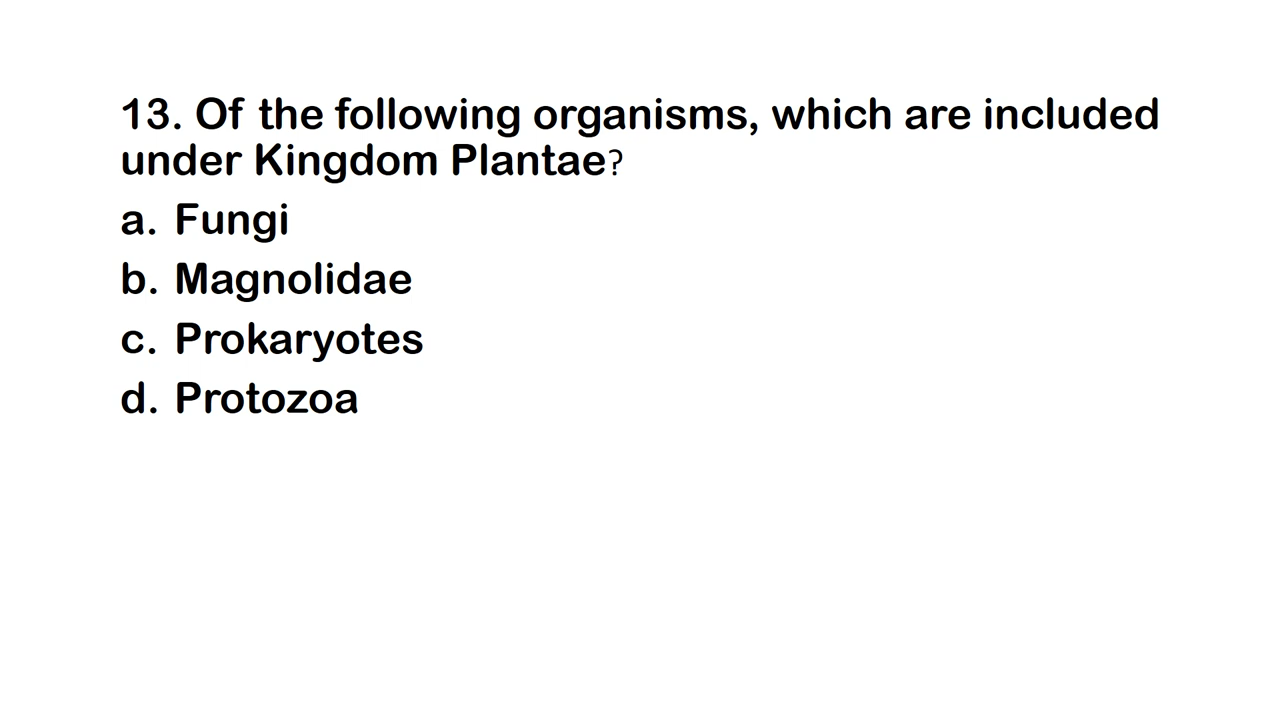 13. Of the following organisms, which are included
under Kingdom Plantae?
a. Fungi
b. Magnolidae
c. Prokaryotes
d. Protozoa